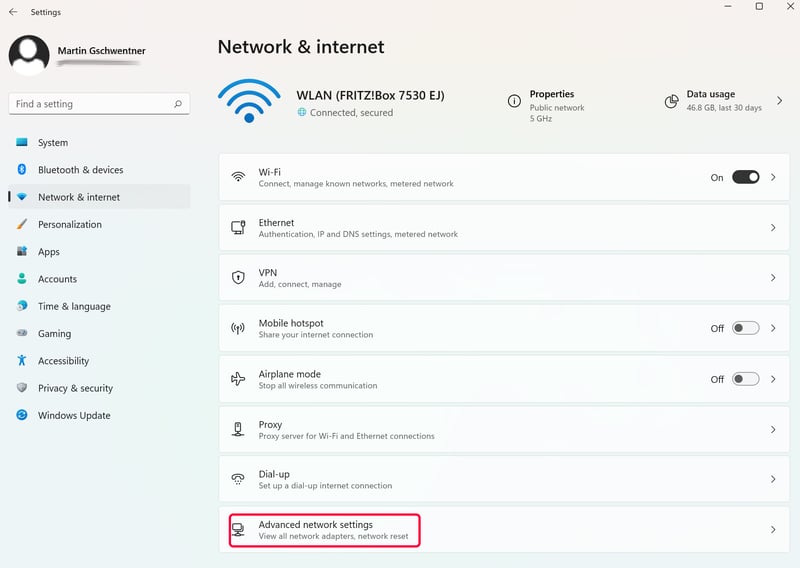 Settings
Martin Gschwentner
Find a setting
System
Bluetooth & devices
Network & internet
Personalization
Apps
Accounts
Time & language
Gaming
Accessibility
Privacy & security
Windows Update
Network & internet
WLAN (FRITZ!Box 7530 EJ)
Connected, secured
Properties
Public network
5 GHz
Data usage
46.8 GB, last 30 days
Wi-Fi
Connect, manage known networks, metered network
On
Ethernet
Authentication, IP and DNS settings, metered network
VPN
Add, connect, manage
Mobile hotspot
Share your internet connection
Off
Airplane mode
Stop all wireless communication
Off
Proxy
Proxy server for Wi-Fi and Ethernet connections
Dial-up
Set up a dial-up internet connection
Advanced network settings
View all network adapters, network reset